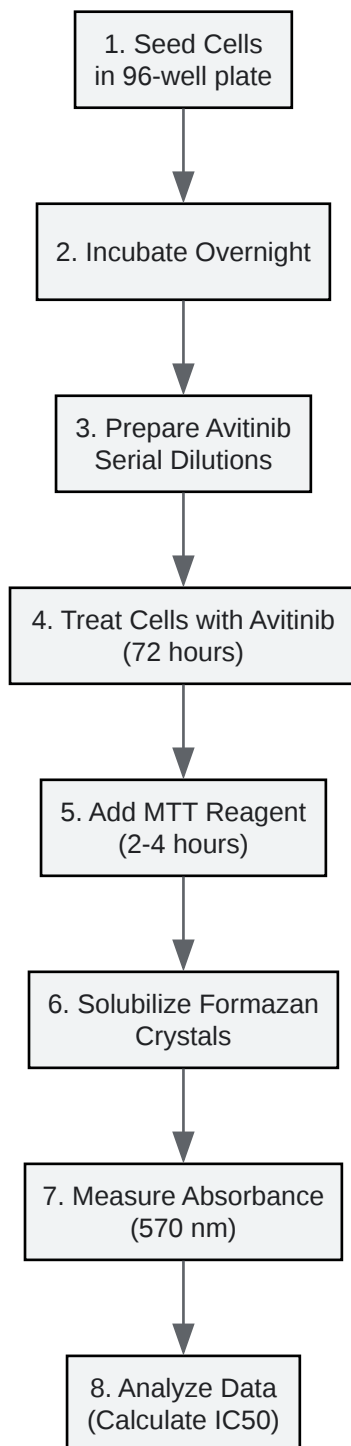 1. Seed Cells
in 96-well plate
2. Incubate Overnight
3. Prepare Avitinib
Serial Dilutions
4. Treat Cells with Avitinib
(72 hours)
5. Add MTT Reagent
(2-4 hours)
6. Solubilize Formazan
Crystals
7. Measure Absorbance
(570 nm)
8. Analyze Data
(Calculate IC50)